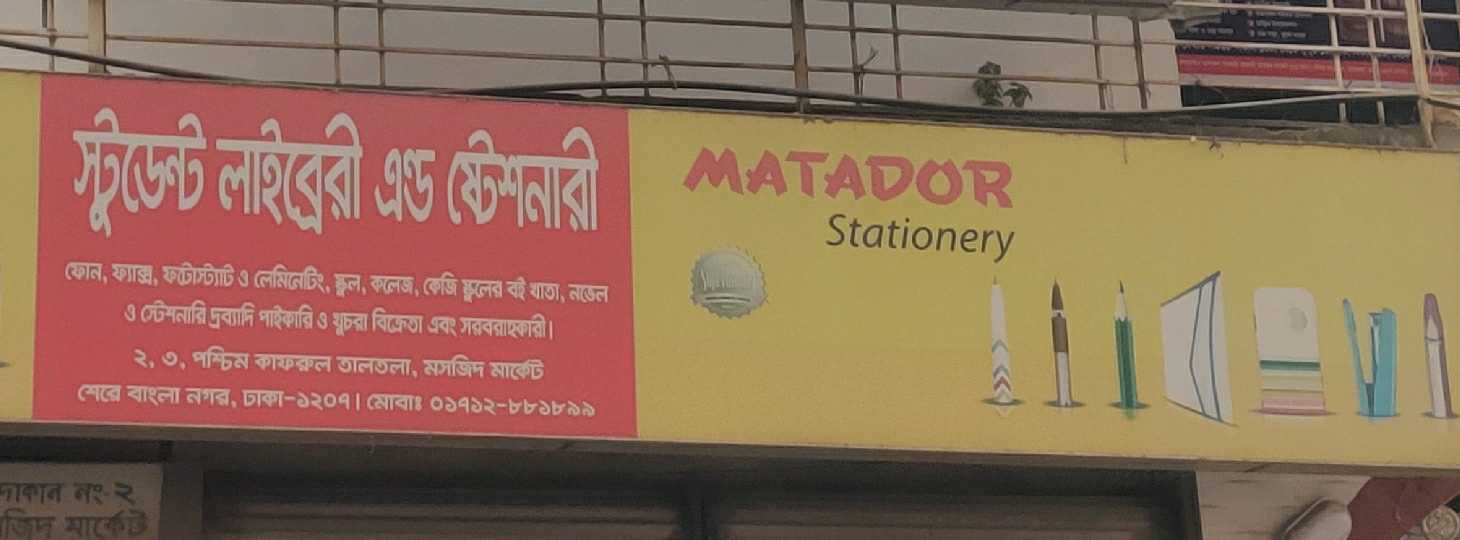 স্টুডেন্ট লাইব্রেরী এণ্ড ষ্টেশনারী
ফোন, ফ্যাক্স, ফটোস্ট্যাট ও লেমিনেটিং, স্কুল, কলেজ, কেজি স্কুলের বই খাতা, নভেল
ও স্টেশনারি দ্রব্যাদি পাইকারি ও খুচরা বিক্রেতা এবং সরবরাহকারী।
২, ৩, পশ্চিম কাফরুল তালতলা, মসজিদ মার্কেট
শেরে বাংলা নগর, ঢাকা-১২০৭। মোবাঃ ০১৭১২-৮৮১৮৯৯
MATADOR
Stationery
দাকান নং-২
জিদ মার্কেট